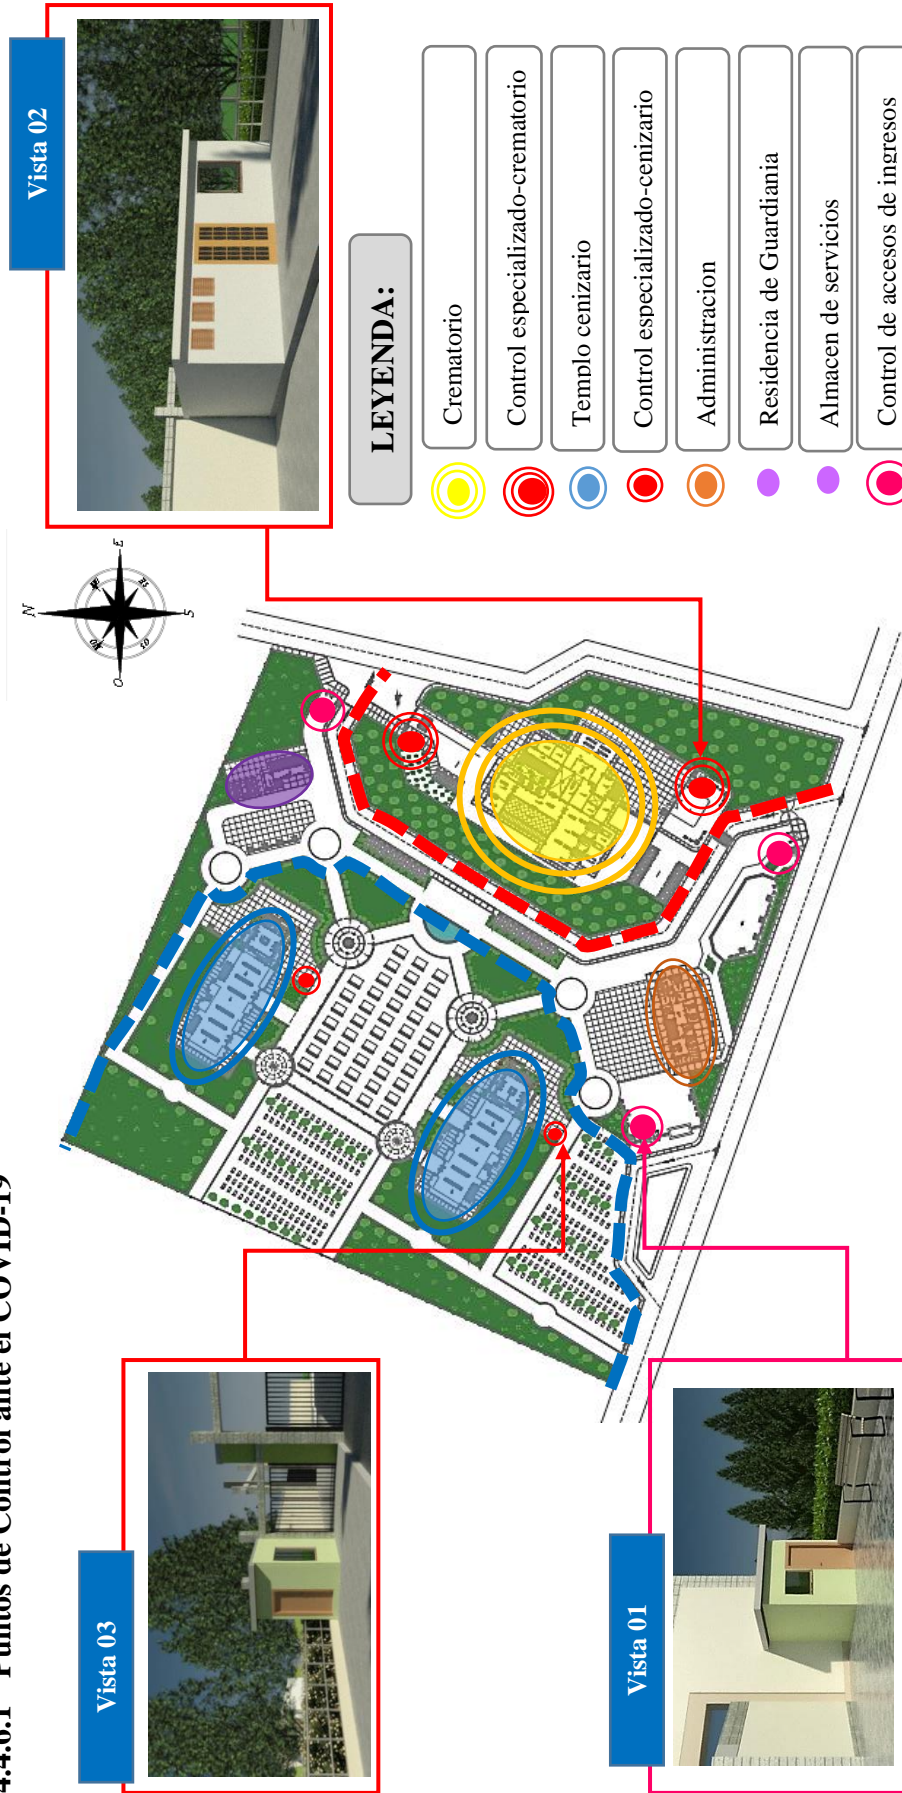 4.4.6.1 Puntos de Control ante el COVID-19
Vista 03
Vista 01
N
O
E
S
Vista 02
LEYENDA:
Crematorio
Control especializado-crematorio
Templo cenizario
Control especializado-cenizario
Administracion
Residencia de Guardiania
Almacen de servicios
Control de accesos de ingresos